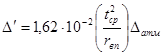 Δ' = 1,62·10⁻² (t²ср / rвп) Δатм.